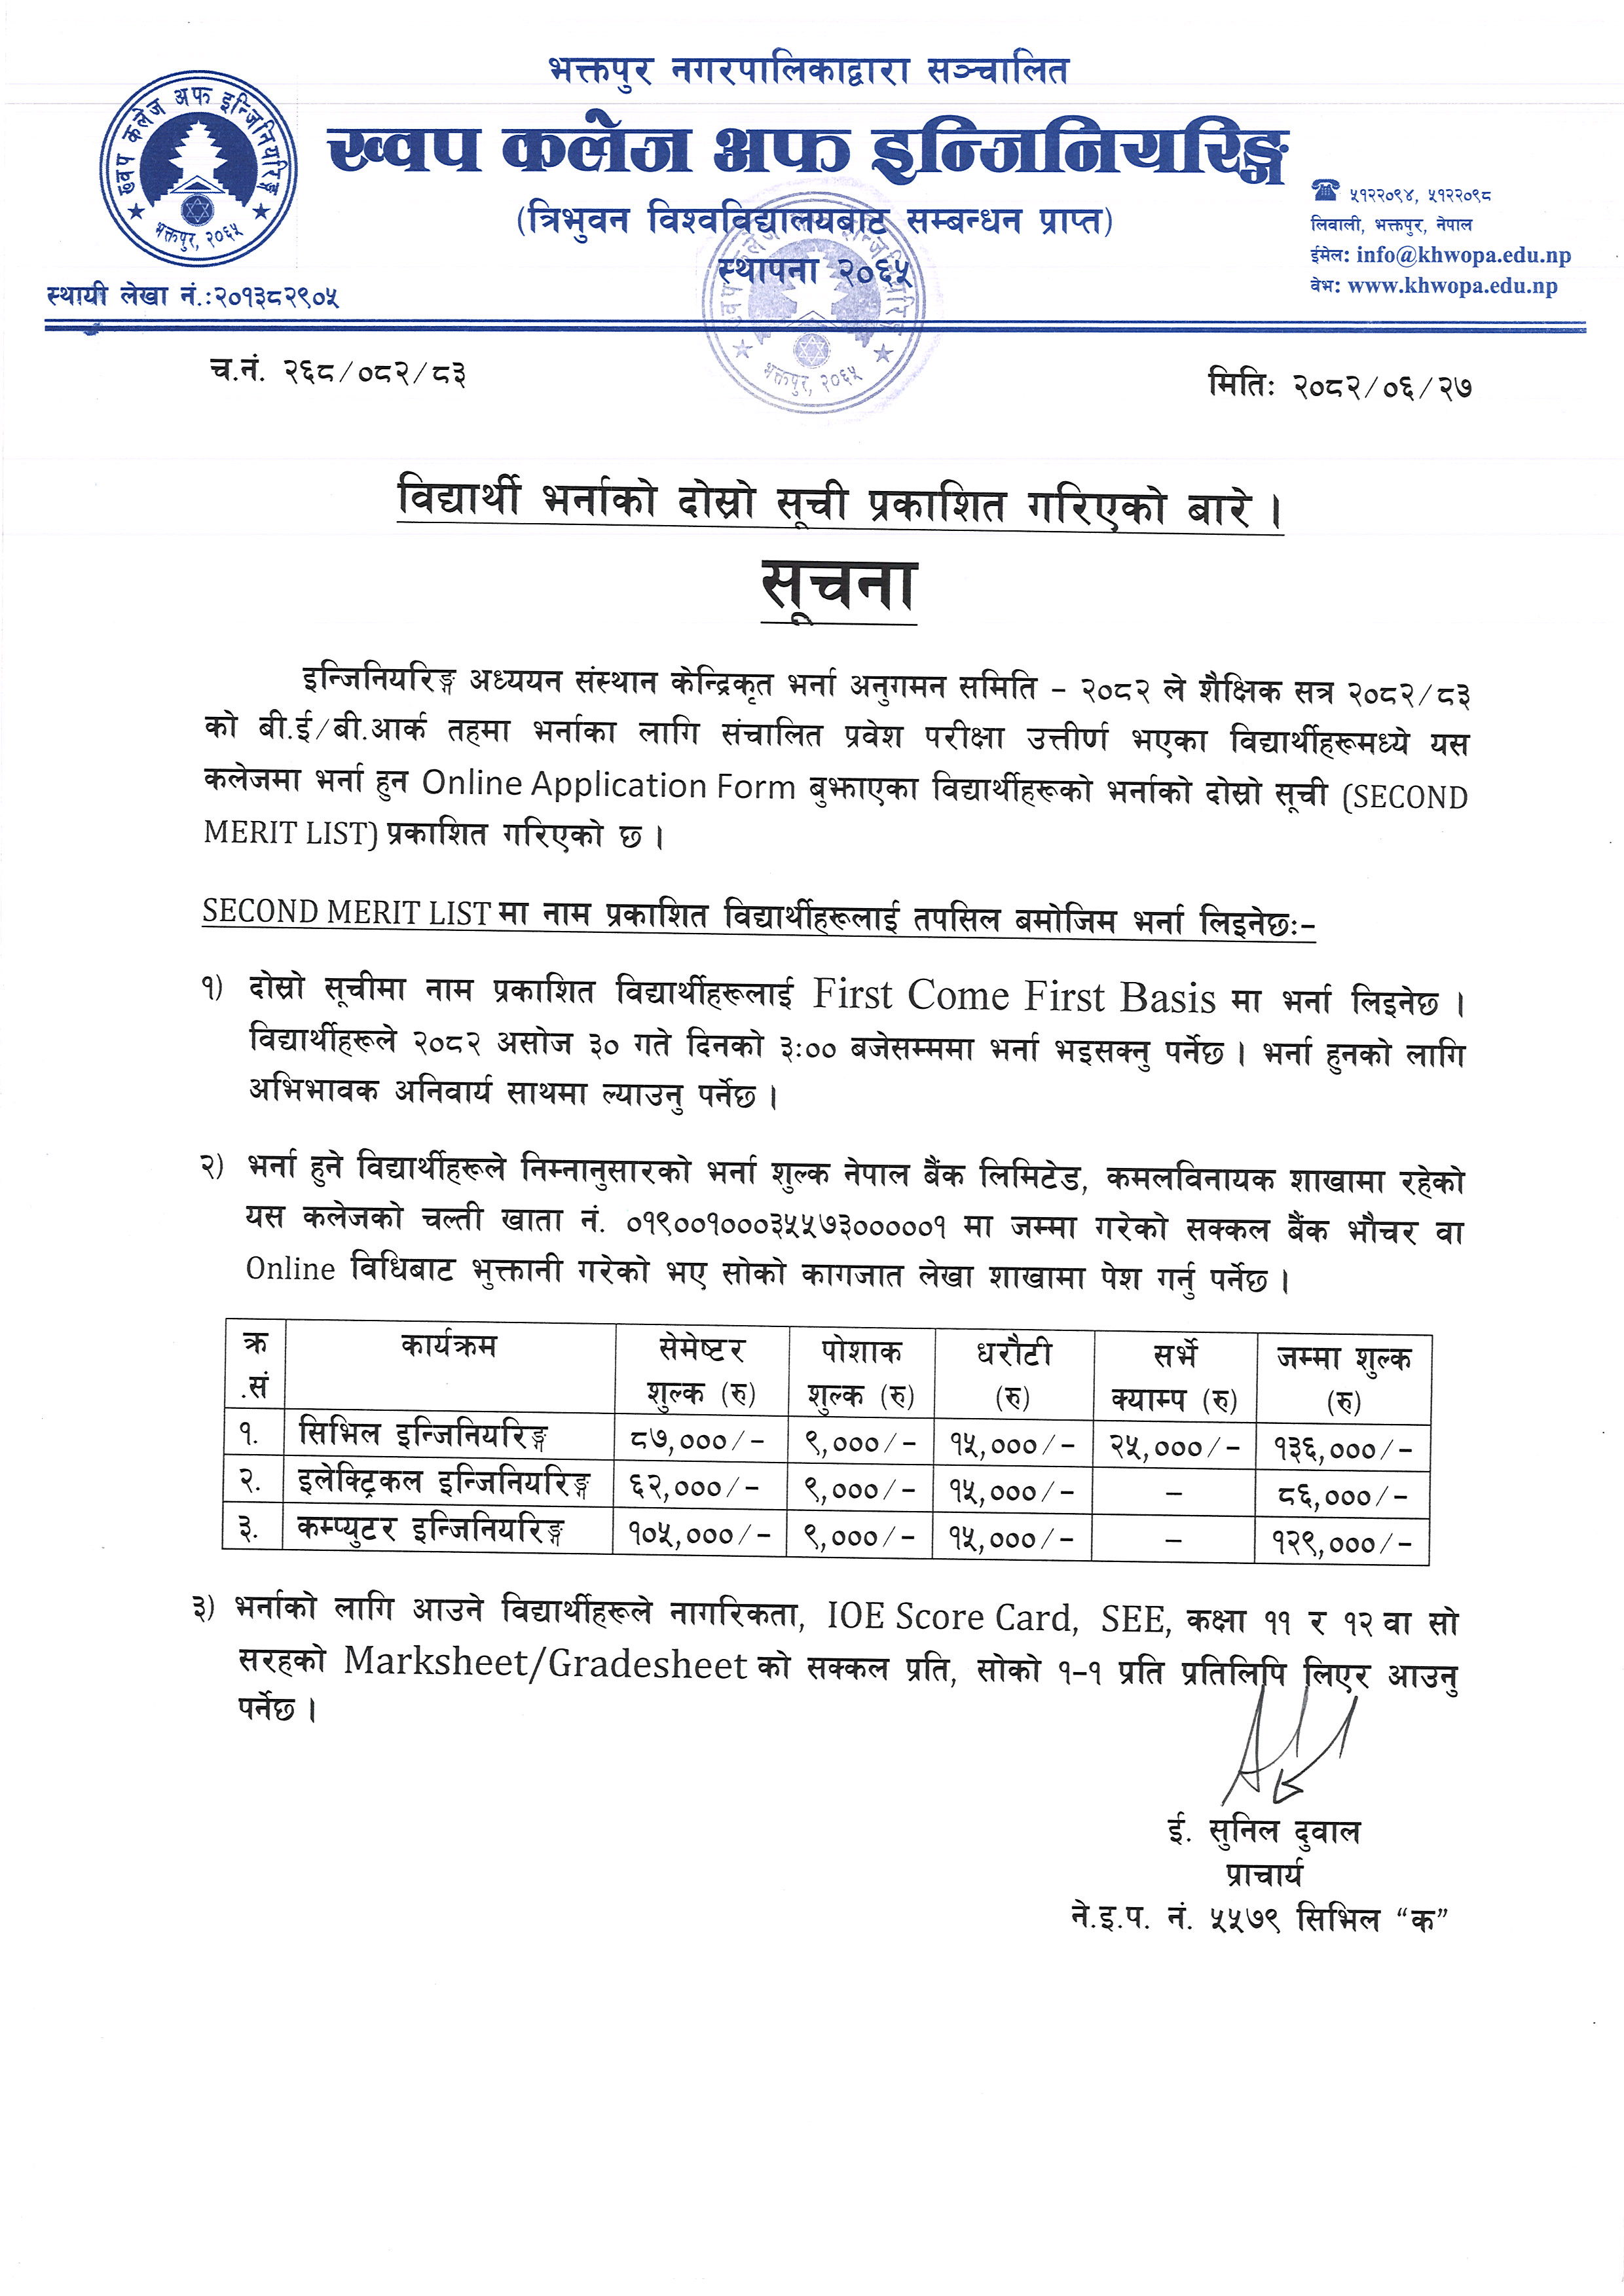 भक्तपुर नगरपालिकाद्वारा सञ्चालित
ख्वप कलेज अफ इन्जिनियरिङ्ग
(त्रिभुवन विश्वविद्यालयबाट सम्बन्धन प्राप्त)
स्थापना २०६५
ख्वप कलेज अफ इन्जिनियरिङ्ग
भक्तपुर, २०६५
☎ ५१२२०९४, ५१२२०९८
लिवाली, भक्तपुर, नेपाल
ईमेल: info@khwopa.edu.np
वेभ: www.khwopa.edu.np
स्थायी लेखा नं.:२०१३८२९०५
भक्तपुर, २०६५
च.नं. २६८/०८२/८३
मितिः २०८२/०६/२७
विद्यार्थी भर्नाको दोस्रो सूची प्रकाशित गरिएको बारे ।
सूचना
इन्जिनियरिङ्ग अध्ययन संस्थान केन्द्रिकृत भर्ना अनुगमन समिति – २०८२ ले शैक्षिक सत्र २०८२/८३
को बी.ई/बी.आर्क तहमा भर्नाका लागि संचालित प्रवेश परीक्षा उत्तीर्ण भएका विद्यार्थीहरूमध्ये यस
कलेजमा भर्ना हुन Online Application Form बुझाएका विद्यार्थीहरूको भर्नाको दोस्रो सूची (SECOND
MERIT LIST) प्रकाशित गरिएको छ ।
SECOND MERIT LIST मा नाम प्रकाशित विद्यार्थीहरूलाई तपसिल बमोजिम भर्ना लिइनेछः–
१) दोस्रो सूचीमा नाम प्रकाशित विद्यार्थीहरूलाई First Come First Basis मा भर्ना लिइनेछ ।
विद्यार्थीहरूले २०८२ असोज ३० गते दिनको ३:०० बजेसम्ममा भर्ना भइसक्नु पर्नेछ । भर्ना हुनको लागि
अभिभावक अनिवार्य साथमा ल्याउनु पर्नेछ ।
२) भर्ना हुने विद्यार्थीहरूले निम्नानुसारको भर्ना शुल्क नेपाल बैंक लिमिटेड, कमलविनायक शाखामा रहेको
यस कलेजको चल्ती खाता नं. ०१९००१०००३५५७३०००००१ मा जम्मा गरेको सक्कल बैंक भौचर वा
Online विधिबाट भुक्तानी गरेको भए सोको कागजात लेखा शाखामा पेश गर्नु पर्नेछ ।
क्र.सं कार्यक्रम सेमेष्टर शुल्क (रु) पोशाक शुल्क (रु) धरौटी (रु) सर्भे क्याम्प (रु) जम्मा शुल्क (रु)
१. सिभिल इन्जिनियरिङ्ग ८७,०००/– ९,०००/– १५,०००/– २५,०००/– १३६,०००/–
२. इलेक्ट्रिकल इन्जिनियरिङ्ग ६२,०००/– ९,०००/– १५,०००/– – ८६,०००/–
३. कम्प्युटर इन्जिनियरिङ्ग १०५,०००/– ९,०००/– १५,०००/– – १२९,०००/–
३) भर्नाको लागि आउने विद्यार्थीहरूले नागरिकता, IOE Score Card, SEE, कक्षा ११ र १२ वा सो
सरहको Marksheet/Gradesheet को सक्कल प्रति, सोको १–१ प्रति प्रतिलिपि लिएर आउनु
पर्नेछ ।
ई. सुनिल दुवाल
प्राचार्य
ने.इ.प. नं. ५५७९ सिभिल “क”